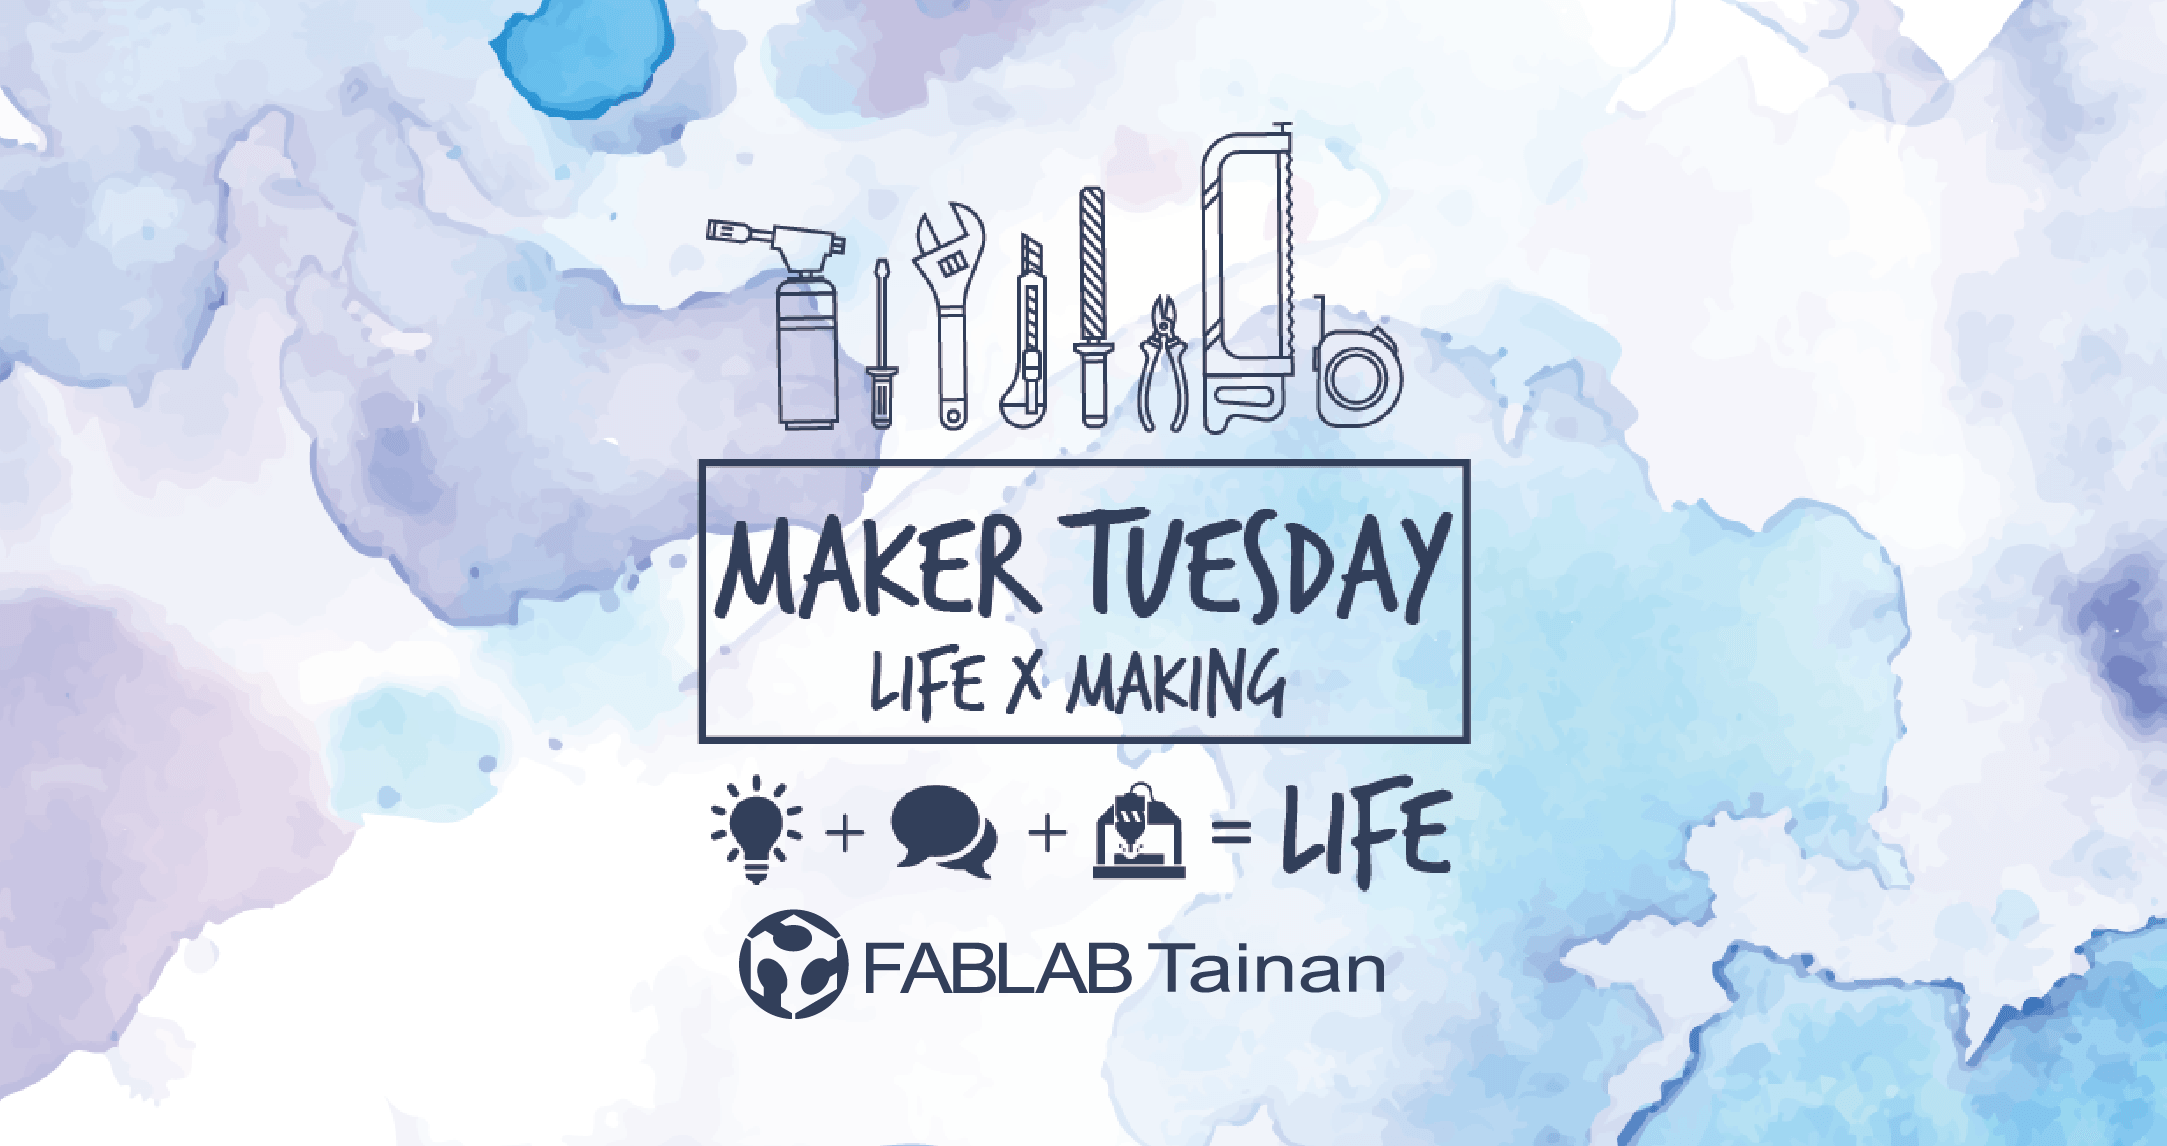 MAKER TUESDAY
LIFE X MAKING
+ + = LIFE
FABLAB Tainan